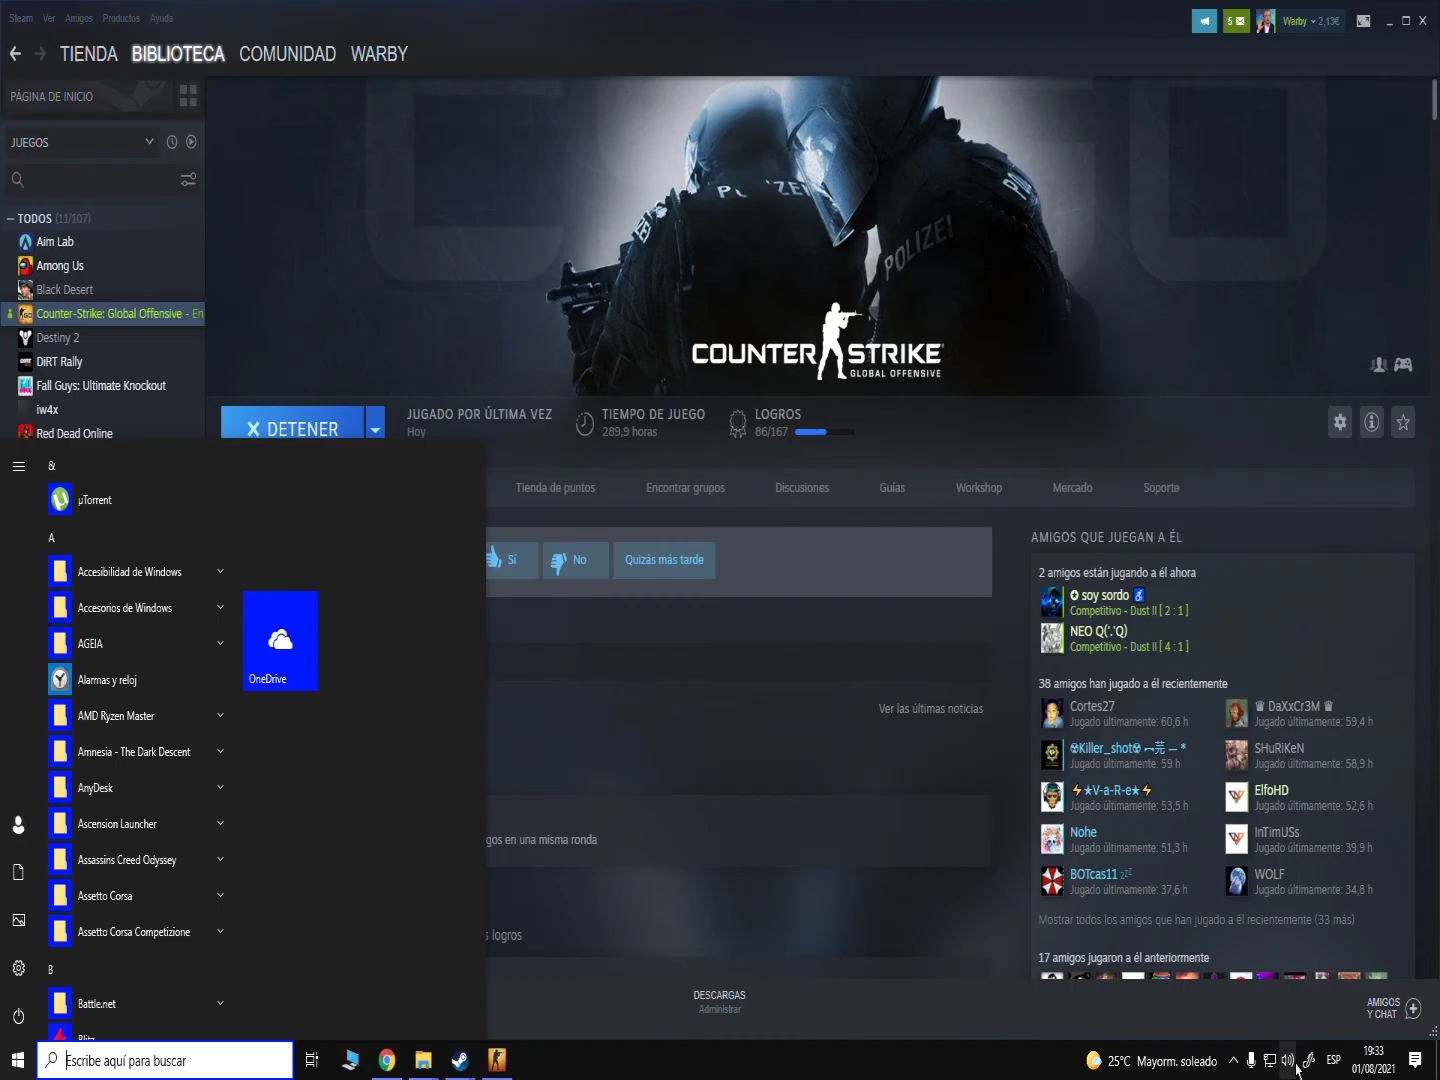 Steam Ver Amigos Productos Ayuda
5 Warby 2,13€
TIENDA BIBLIOTECA COMUNIDAD WARBY
PÁGINA DE INICIO
JUEGOS
TODOS (11/107)
Aim Lab
Among Us
Black Desert
Counter-Strike: Global Offensive - En
Destiny 2
DiRT Rally
Fall Guys: Ultimate Knockout
iw4x
Red Dead Online
POLIZEI
COUNTER STRIKE
GLOBAL OFFENSIVE
DETENER
JUGADO POR ÚLTIMA VEZ
Hoy
TIEMPO DE JUEGO
289,9 horas
LOGROS
86/167
Tienda de puntos Encontrar grupos Discusiones Guías Workshop Mercado Soporte
Sí No Quizás más tarde
Ver las últimas noticias
gos en una misma ronda
s logros
AMIGOS QUE JUEGAN A ÉL
2 amigos están jugando a él ahora
✪ soy sordo ♿
Competitivo - Dust II [ 2 : 1 ]
NEO Q('.'Q)
Competitivo - Dust II [ 4 : 1 ]
38 amigos han jugado a él recientemente
Cortes27
Jugado últimamente: 60,6 h
♛ DaXxCr3M ♛
Jugado últimamente: 59,4 h
☢Killer_shot☢
Jugado últimamente: 59 h
SHuRiKeN
Jugado últimamente: 58,9 h
⚡★V-a-R-e★⚡
Jugado últimamente: 53,5 h
ElfoHD
Jugado últimamente: 52,6 h
Nohe
Jugado últimamente: 51,3 h
InTimUSs
Jugado últimamente: 39,9 h
BOTcas11 zZZ
Jugado últimamente: 37,6 h
WOLF
Jugado últimamente: 34,8 h
Mostrar todos los amigos que han jugado a él recientemente (33 más)
17 amigos jugaron a él anteriormente
&
µTorrent
A
Accesibilidad de Windows
Accesorios de Windows
AGEIA
Alarmas y reloj
AMD Ryzen Master
Amnesia - The Dark Descent
AnyDesk
Ascension Launcher
Assassins Creed Odyssey
Assetto Corsa
Assetto Corsa Competizione
B
Battle.net
Blitz
OneDrive
DESCARGAS
Administrar
AMIGOS
Y CHAT
Escribe aquí para buscar
25°C Mayorm. soleado
ESP
19:33
01/08/2021